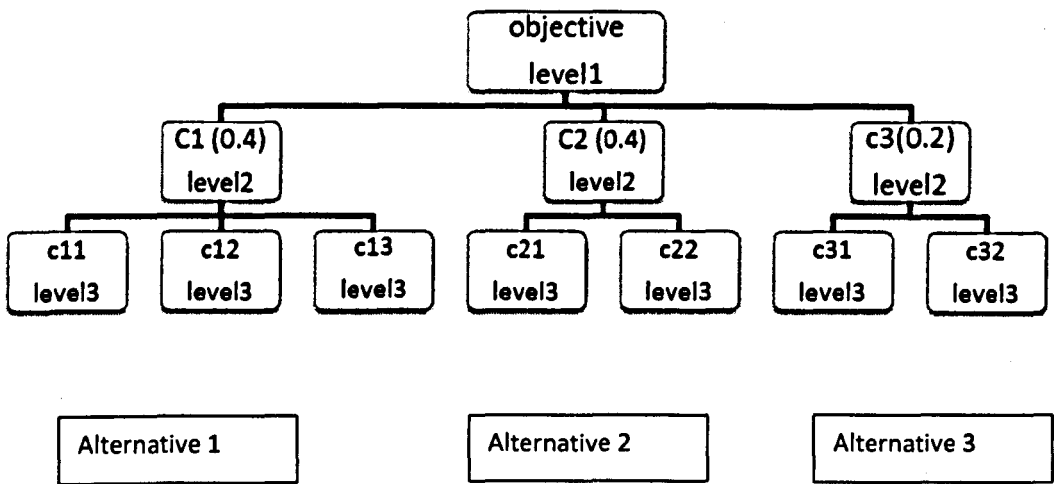 objective
level1
C1 (0.4)
level2
C2 (0.4)
level2
c3(0.2)
level2
c11
level3
c12
level3
c13
level3
c21
level3
c22
level3
c31
level3
c32
level3
Alternative 1
Alternative 2
Alternative 3